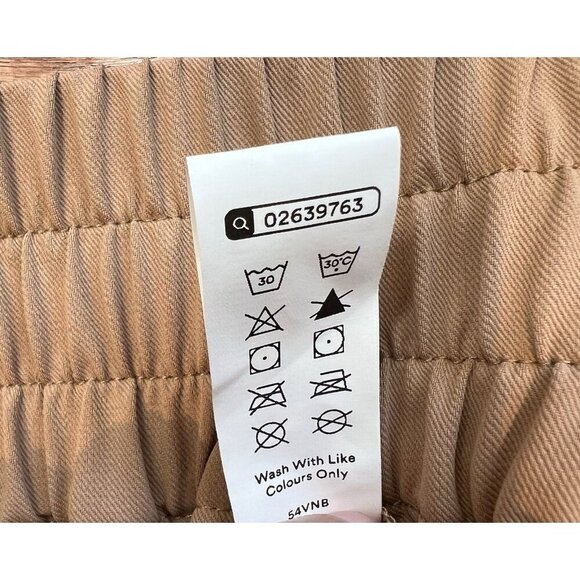 02639763
30 30°C
Wash With Like
Colours Only
54VNB